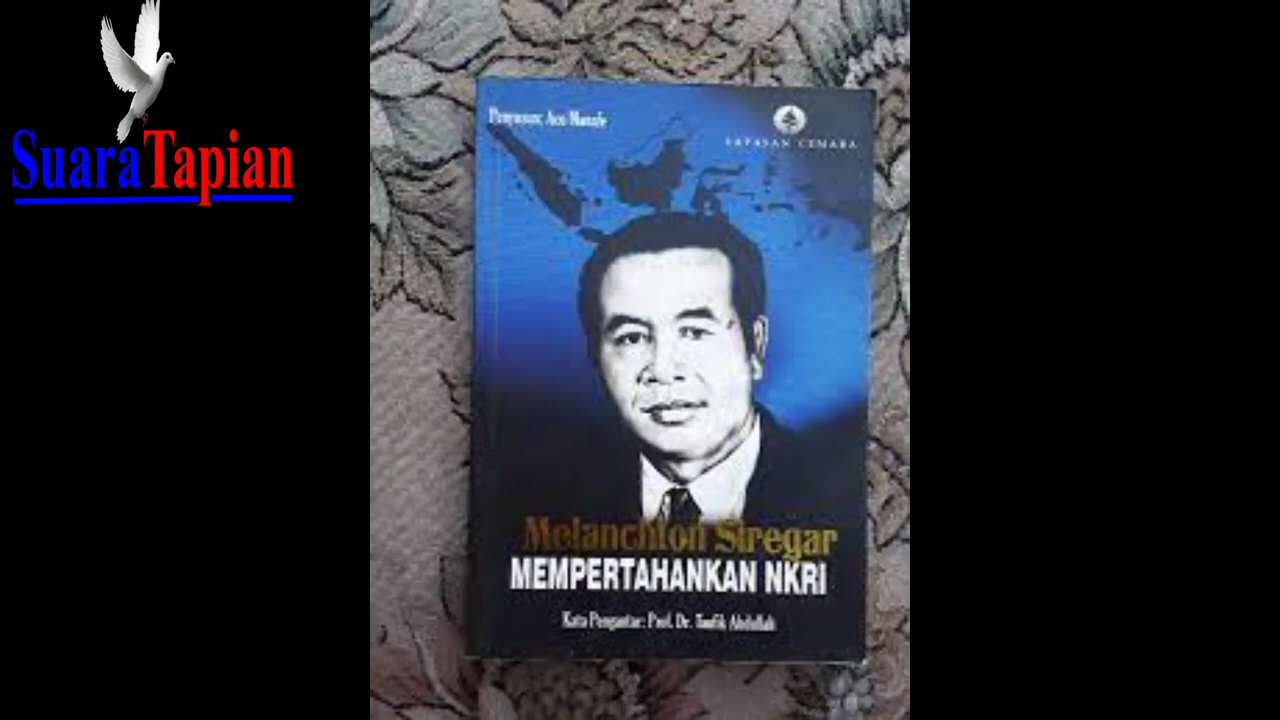 SuaraTapian
Penyusun: Aco Manafe
YAYASAN CEMARA
Melanchton Siregar
MEMPERTAHANKAN NKRI
Kata Pengantar: Prof. Dr. Taufik Abdullah